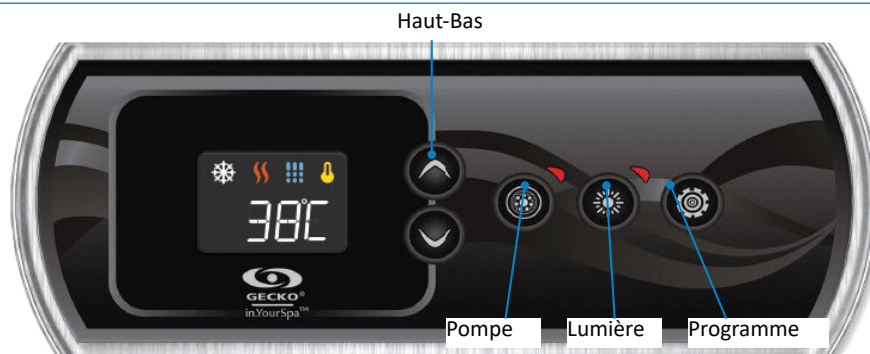 Haut-Bas
38°C
GECKO®
in.YourSpa™
Pompe
Lumière
Programme